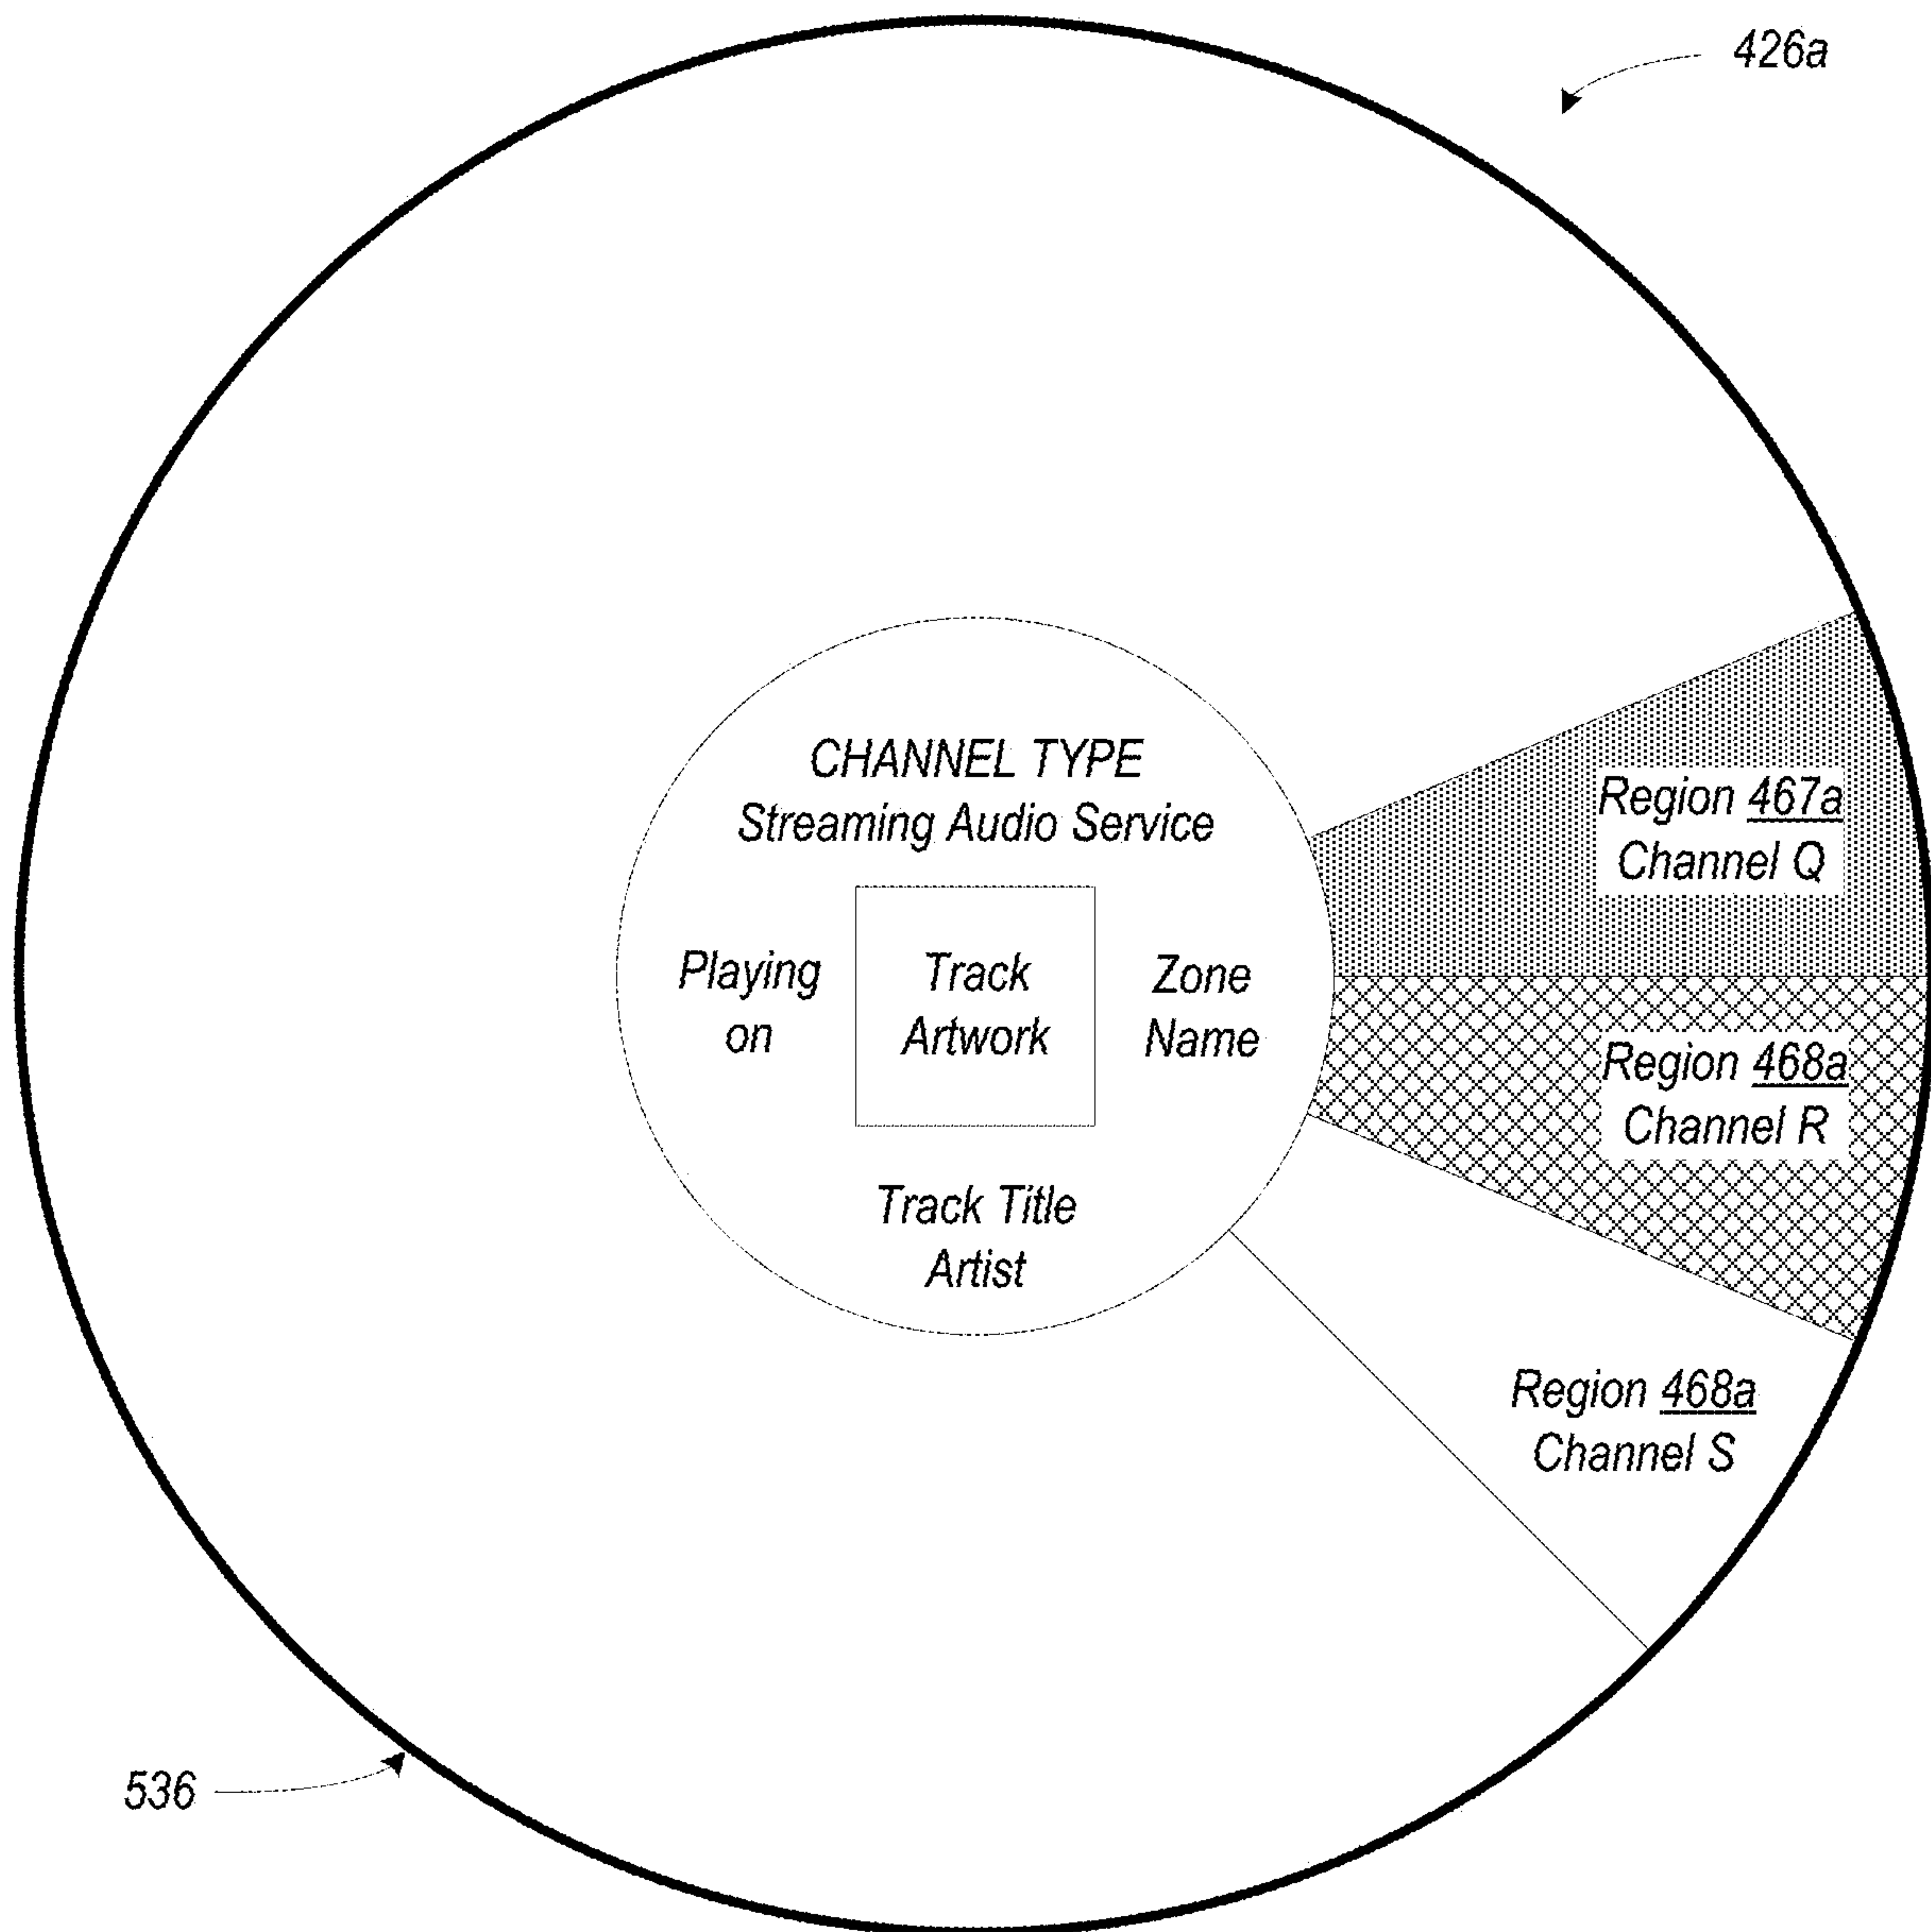 426a
CHANNEL TYPE
Streaming Audio Service
Playing
on
Track
Artwork
Zone
Name
Track Title
Artist
Region 467a
Channel Q
Region 468a
Channel R
Region 468a
Channel S
536